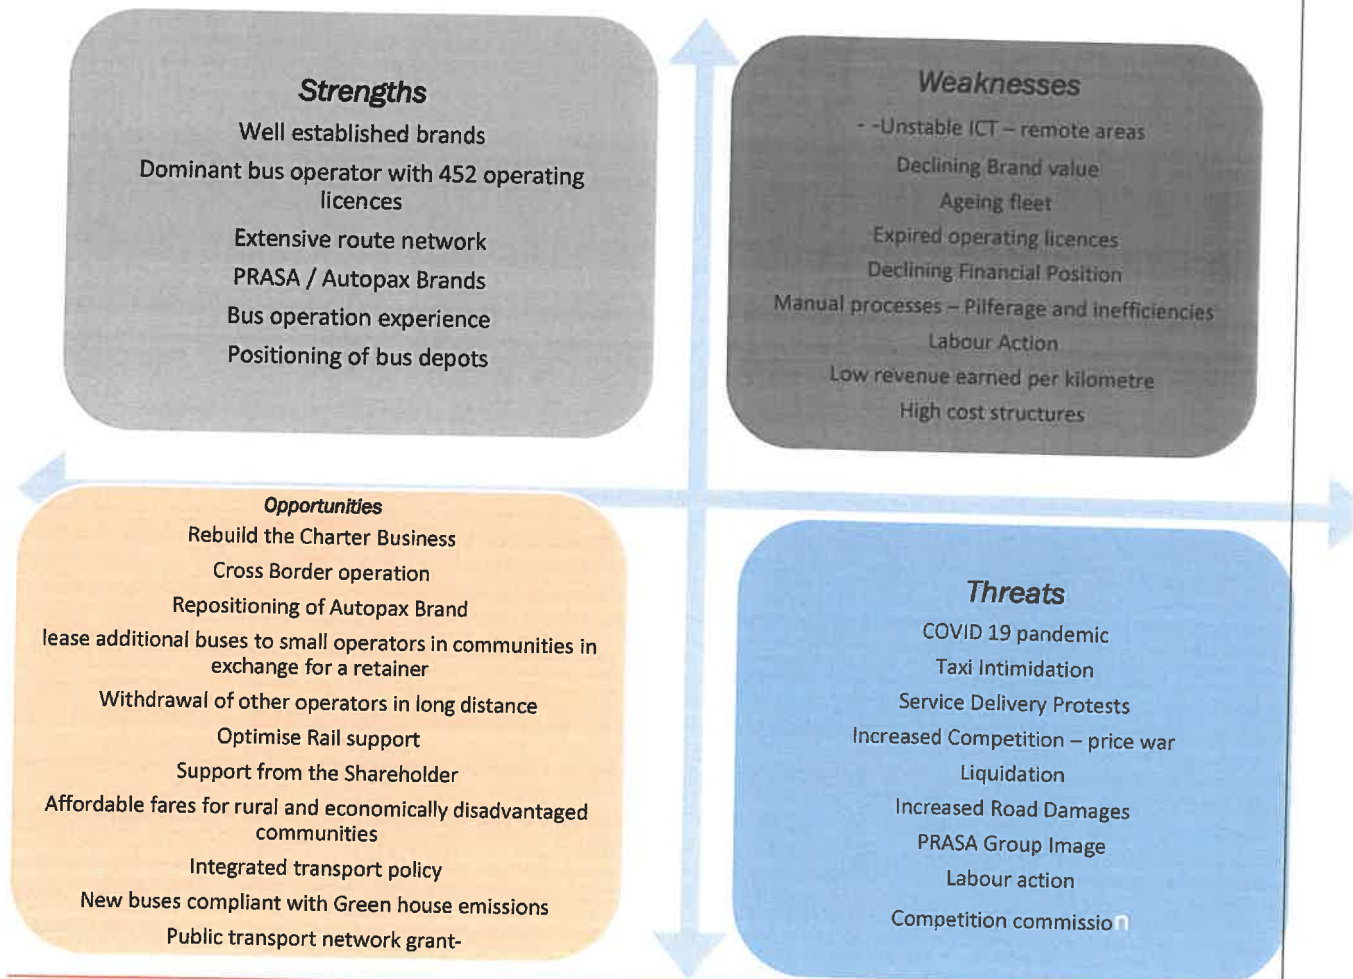 Strengths
Well established brands
Dominant bus operator with 452 operating
licences
Extensive route network
PRASA / Autopax Brands
Bus operation experience
Positioning of bus depots
Weaknesses
- -Unstable ICT – remote areas
Declining Brand value
Ageing fleet
Expired operating licences
Declining Financial Position
Manual processes – Pilferage and inefficiencies
Labour Action
Low revenue earned per kilometre
High cost structures
Opportunities
Rebuild the Charter Business
Cross Border operation
Repositioning of Autopax Brand
lease additional buses to small operators in communities in
exchange for a retainer
Withdrawal of other operators in long distance
Optimise Rail support
Support from the Shareholder
Affordable fares for rural and economically disadvantaged
communities
Integrated transport policy
New buses compliant with Green house emissions
Public transport network grant-
Threats
COVID 19 pandemic
Taxi Intimidation
Service Delivery Protests
Increased Competition – price war
Liquidation
Increased Road Damages
PRASA Group Image
Labour action
Competition commission